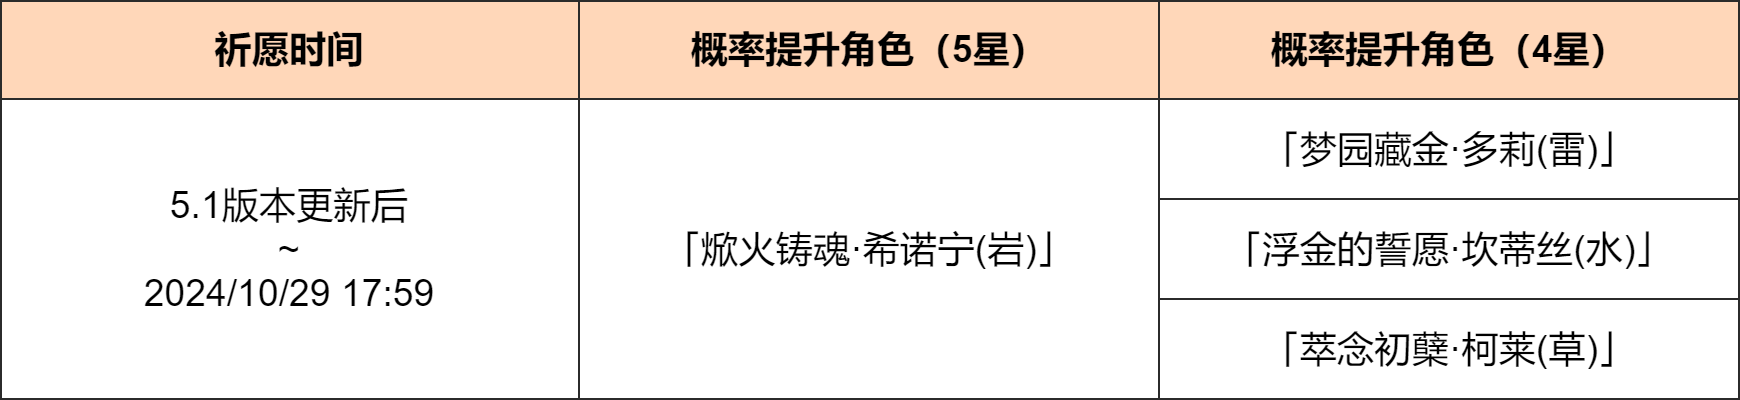 祈愿时间
概率提升角色（5星）
概率提升角色（4星）
5.1版本更新后
~
2024/10/29 17:59
「焮火铸魂·希诺宁(岩)」
「梦园藏金·多莉(雷)」
「浮金的誓愿·坎蒂丝(水)」
「萃念初蘖·柯莱(草)」